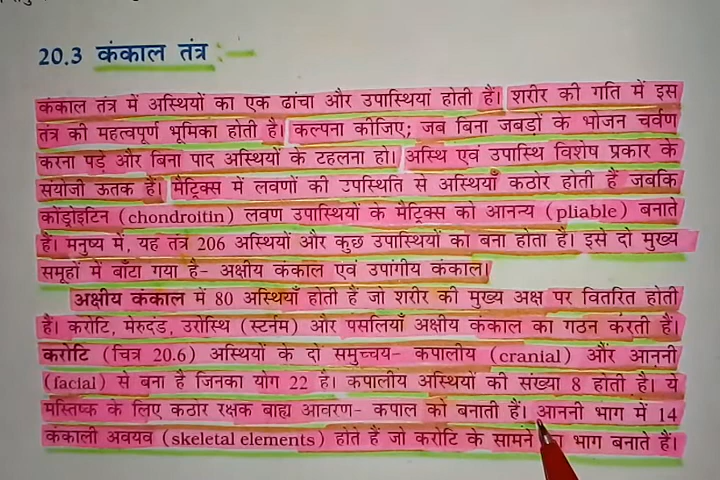 20.3 कंकाल तंत्र :—
कंकाल तंत्र में अस्थियों का एक ढांचा और उपास्थियां होती हैं। शरीर की गति में इस
तंत्र की महत्वपूर्ण भूमिका होती है। कल्पना कीजिए; जब बिना जबड़ों के भोजन चर्वण
करना पड़े और बिना पाद अस्थियों के टहलना हो। अस्थि एवं उपास्थि विशेष प्रकार के
संयोजी ऊतक हैं। मैट्रिक्स में लवणों की उपस्थिति से अस्थियाँ कठोर होती हैं जबकि
कोंड्रोइटिन (chondroitin) लवण उपास्थियों के मैट्रिक्स को आनन्य (pliable) बनाते
हैं। मनुष्य में, यह तंत्र 206 अस्थियों और कुछ उपास्थियों का बना होता है। इसे दो मुख्य
समूहों में बाँटा गया है- अक्षीय कंकाल एवं उपांगीय कंकाल।
अक्षीय कंकाल में 80 अस्थियाँ होती हैं जो शरीर की मुख्य अक्ष पर वितरित होती
हैं। करोटि, मेरुदंड, उरोस्थि (स्टर्नम) और पसलियाँ अक्षीय कंकाल का गठन करती हैं।
करोटि (चित्र 20.6) अस्थियों के दो समुच्चय- कपालीय (cranial) और आननी
(facial) से बना है जिनका योग 22 है। कपालीय अस्थियों की संख्या 8 होती है। ये
मस्तिष्क के लिए कठोर रक्षक बाह्य आवरण- कपाल को बनाती हैं। आननी भाग में 14
कंकाली अवयव (skeletal elements) होते हैं जो करोटि के सामने भाग बनाते हैं।